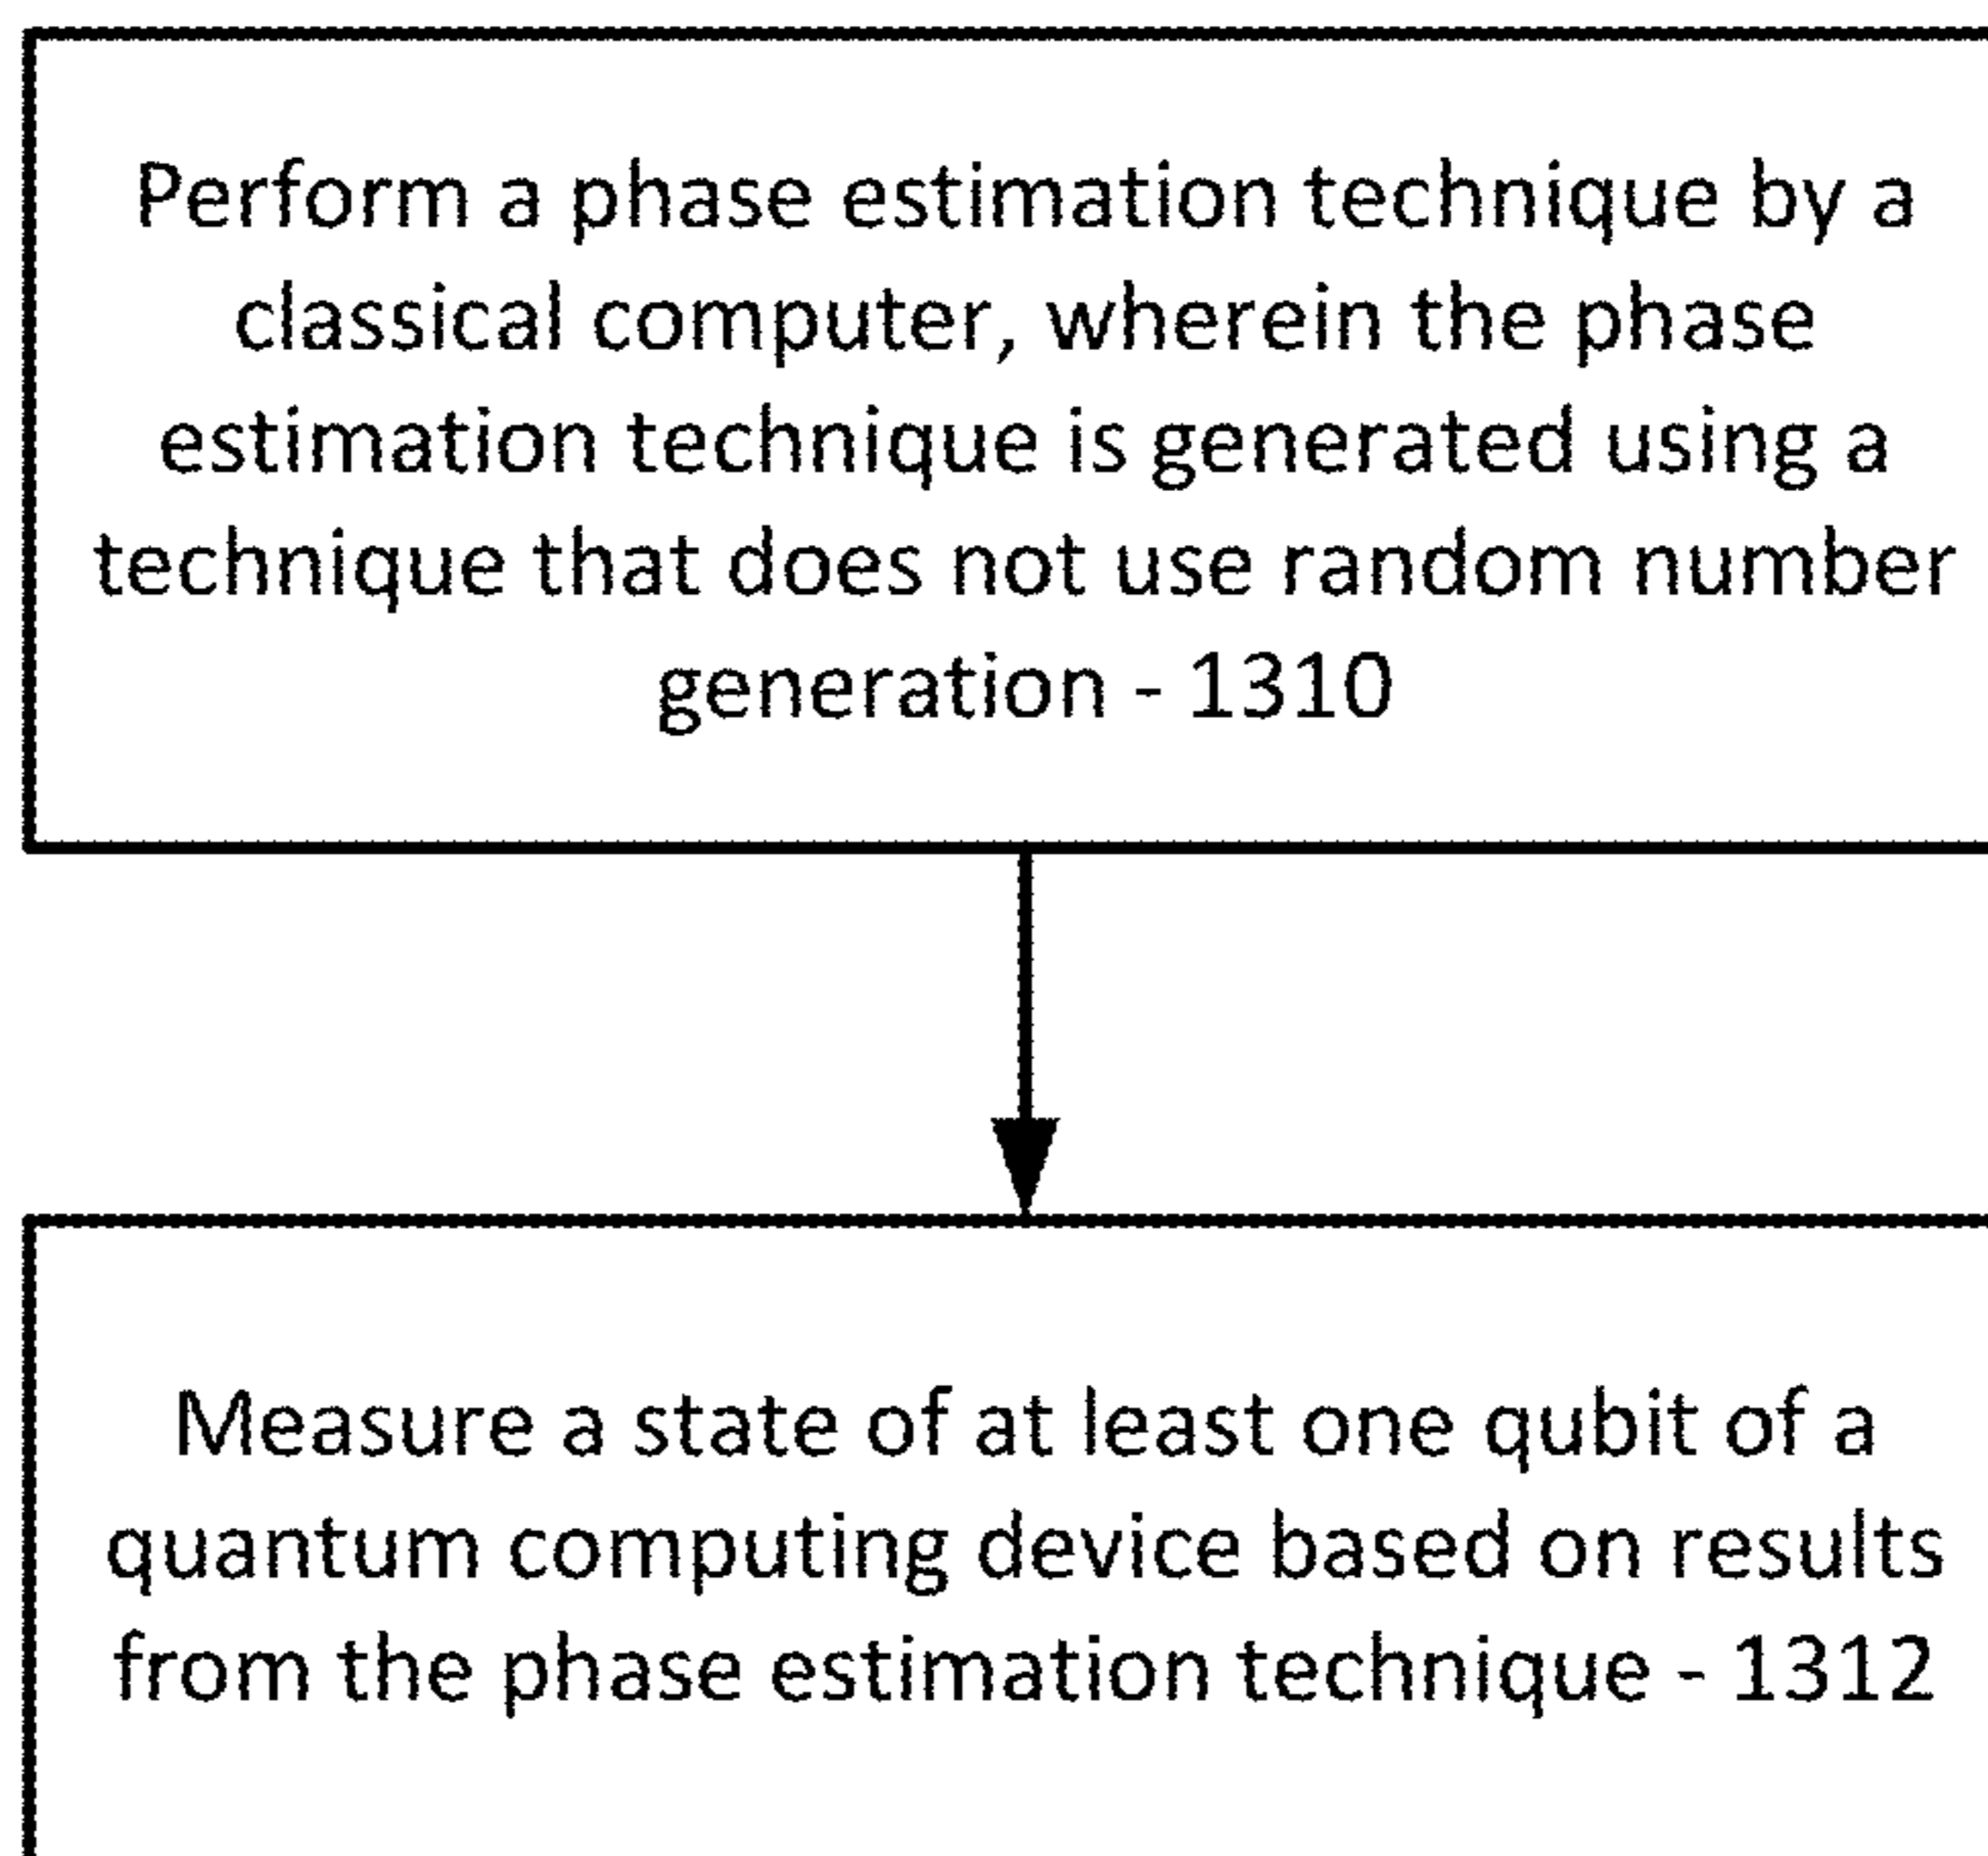 Perform a phase estimation technique by a
classical computer, wherein the phase
estimation technique is generated using a
technique that does not use random number
generation - 1310
Measure a state of at least one qubit of a
quantum computing device based on results
from the phase estimation technique - 1312